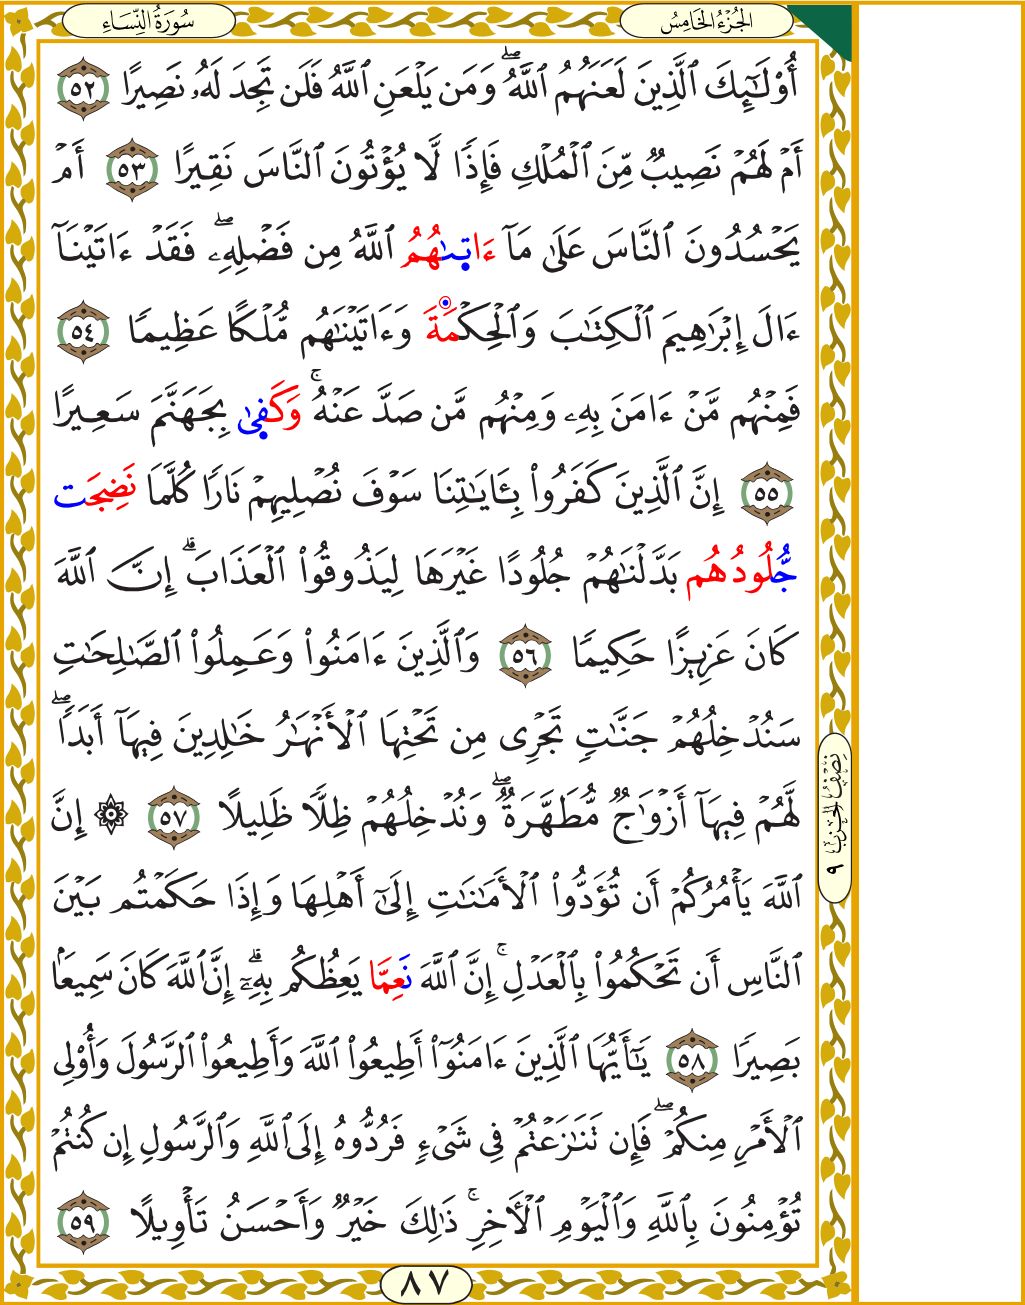 الجُزْءُ الخَامِسُ
سُورَةُ النِّسَاءِ
أُوْلَٰٓئِكَ ٱلَّذِينَ لَعَنَهُمُ ٱللَّهُۖ وَمَن يَلْعَنِ ٱللَّهُ فَلَن تَجِدَ لَهُۥ نَصِيرًا ٥٢
أَمْ لَهُمْ نَصِيبٌ مِّنَ ٱلْمُلْكِ فَإِذًا لَّا يُؤْتُونَ ٱلنَّاسَ نَقِيرًا ٥٣ أَمْ
يَحْسُدُونَ ٱلنَّاسَ عَلَىٰ مَآ ءَاتىٰهُمُ ٱللَّهُ مِن فَضْلِهِۦۖ فَقَدْ ءَاتَيْنَآ
ءَالَ إِبْرَٰهِيمَ ٱلْكِتَٰبَ وَٱلْحِكْمَةَ وَءَاتَيْنَٰهُم مُّلْكًا عَظِيمًا ٥٤
فَمِنْهُم مَّنْ ءَامَنَ بِهِۦ وَمِنْهُم مَّن صَدَّ عَنْهُۚ وَكَفىٰ بِجَهَنَّمَ سَعِيرًا
٥٥ إِنَّ ٱلَّذِينَ كَفَرُواْ بِـَٔايَٰتِنَا سَوْفَ نُصْلِيهِمْ نَارًا كُلَّمَا نَضِجَت
جُّلُودُهُم بَدَّلْنَٰهُمْ جُلُودًا غَيْرَهَا لِيَذُوقُواْ ٱلْعَذَابَۗ إِنَّ ٱللَّهَ
كَانَ عَزِيزًا حَكِيمًا ٥٦ وَٱلَّذِينَ ءَامَنُواْ وَعَمِلُواْ ٱلصَّٰلِحَٰتِ
سَنُدْخِلُهُمْ جَنَّٰتٍ تَجْرِى مِن تَحْتِهَا ٱلْأَنْهَٰرُ خَٰلِدِينَ فِيهَآ أَبَدًاۖ
لَّهُمْ فِيهَآ أَزْوَٰجٌ مُّطَهَّرَةٌۖ وَنُدْخِلُهُمْ ظِلًّا ظَلِيلًا ٥٧ ۞ إِنَّ
ٱللَّهَ يَأْمُرُكُمْ أَن تُؤَدُّواْ ٱلْأَمَٰنَٰتِ إِلَىٰٓ أَهْلِهَا وَإِذَا حَكَمْتُم بَيْنَ
ٱلنَّاسِ أَن تَحْكُمُواْ بِٱلْعَدْلِۚ إِنَّ ٱللَّهَ نَعِمَّا يَعِظُكُم بِهِۦٓۗ إِنَّ ٱللَّهَ كَانَ سَمِيعَۢا
بَصِيرًا ٥٨ يَٰٓأَيُّهَا ٱلَّذِينَ ءَامَنُوٓاْ أَطِيعُواْ ٱللَّهَ وَأَطِيعُواْ ٱلرَّسُولَ وَأُوْلِى
ٱلْأَمْرِ مِنكُمْۖ فَإِن تَنَٰزَعْتُمْ فِى شَىْءٍ فَرُدُّوهُ إِلَى ٱللَّهِ وَٱلرَّسُولِ إِن كُنتُمْ
تُؤْمِنُونَ بِٱللَّهِ وَٱلْيَوْمِ ٱلْأَخِرِۚ ذَٰلِكَ خَيْرٌ وَأَحْسَنُ تَأْوِيلًا ٥٩
نِصْفُ الحِزْبِ ٩
٨٧